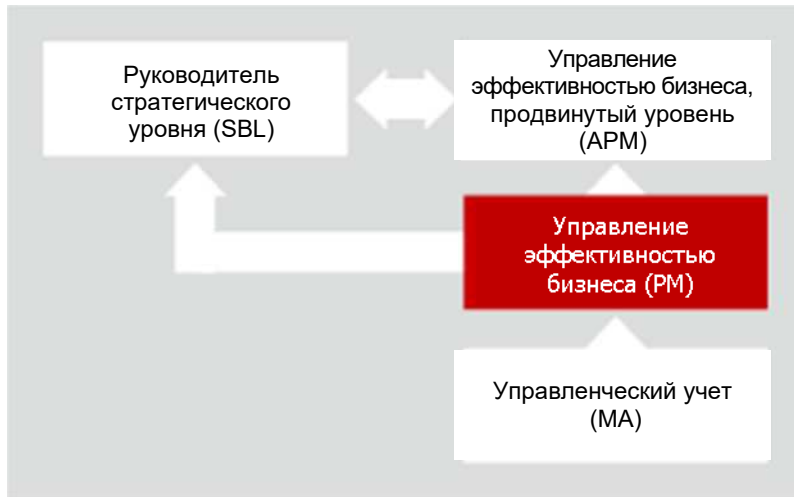 Руководитель
стратегического
уровня (SBL)
Управление
эффективностью бизнеса,
продвинутый уровень
(APM)
Управление
эффективностью
бизнеса (PM)
Управленческий учет
(MA)